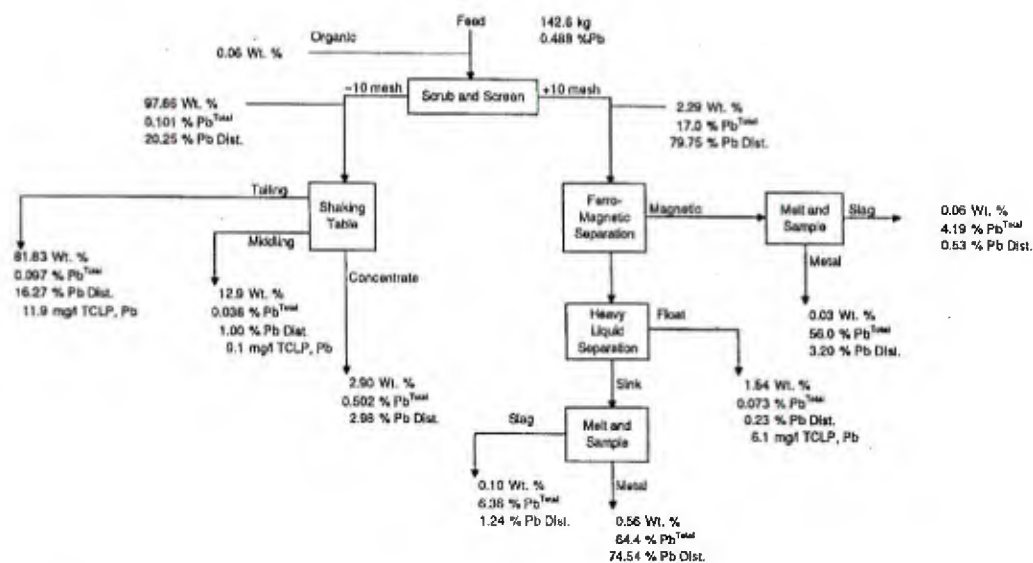 Feed
142.6 kg
0.488 %Pb
Organic
0.06 Wt. %
Scrub and Screen
-10 mesh
+10 mesh
97.66 Wt. %
0.101 % Pb Total
20.25 % Pb Dist.
2.29 Wt. %
17.0 % Pb Total
79.75 % Pb Dist.
Tailing
Shaking
Table
Middling
Concentrate
81.83 Wt. %
0.097 % Pb Total
16.27 % Pb Dist.
11.9 mg/l TCLP, Pb
12.9 Wt. %
0.038 % Pb Total
1.00 % Pb Dist.
9.1 mg/l TCLP, Pb
2.90 Wt. %
0.502 % Pb Total
2.98 % Pb Dist.
Ferro-
Magnetic
Separation
Magnetic
Melt and
Sample
Slag
0.06 Wt. %
4.19 % Pb Total
0.53 % Pb Dist.
Metal
0.03 Wt. %
56.0 % Pb Total
3.20 % Pb Dist.
Heavy
Liquid
Separation
Float
1.54 Wt. %
0.073 % Pb Total
0.23 % Pb Dist.
6.1 mg/l TCLP, Pb
Sink
Melt and
Sample
Slag
0.10 Wt. %
6.38 % Pb Total
1.24 % Pb Dist.
Metal
0.56 Wt. %
64.4 % Pb Total
74.54 % Pb Dist.